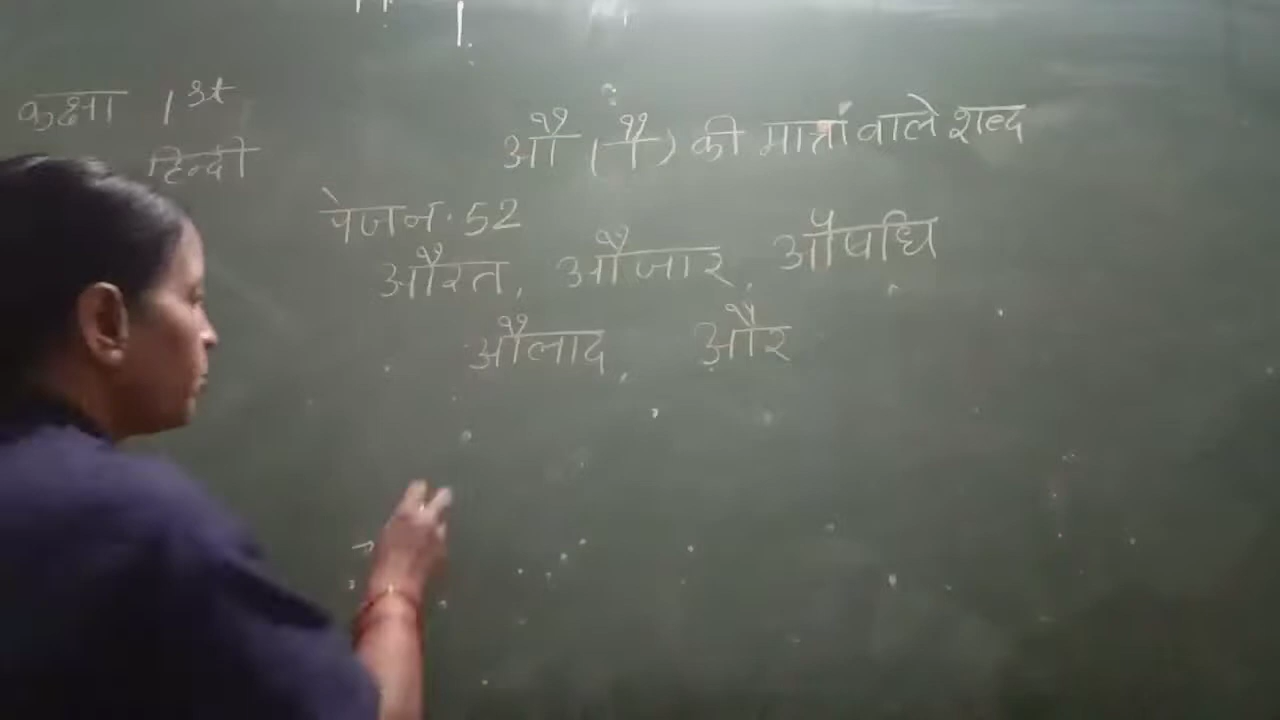 कक्षा 1st
हिन्दी
औ (ौ) की मात्रा वाले शब्द
पेज न. 52
औरत, औजार, औषधि
औलाद, और